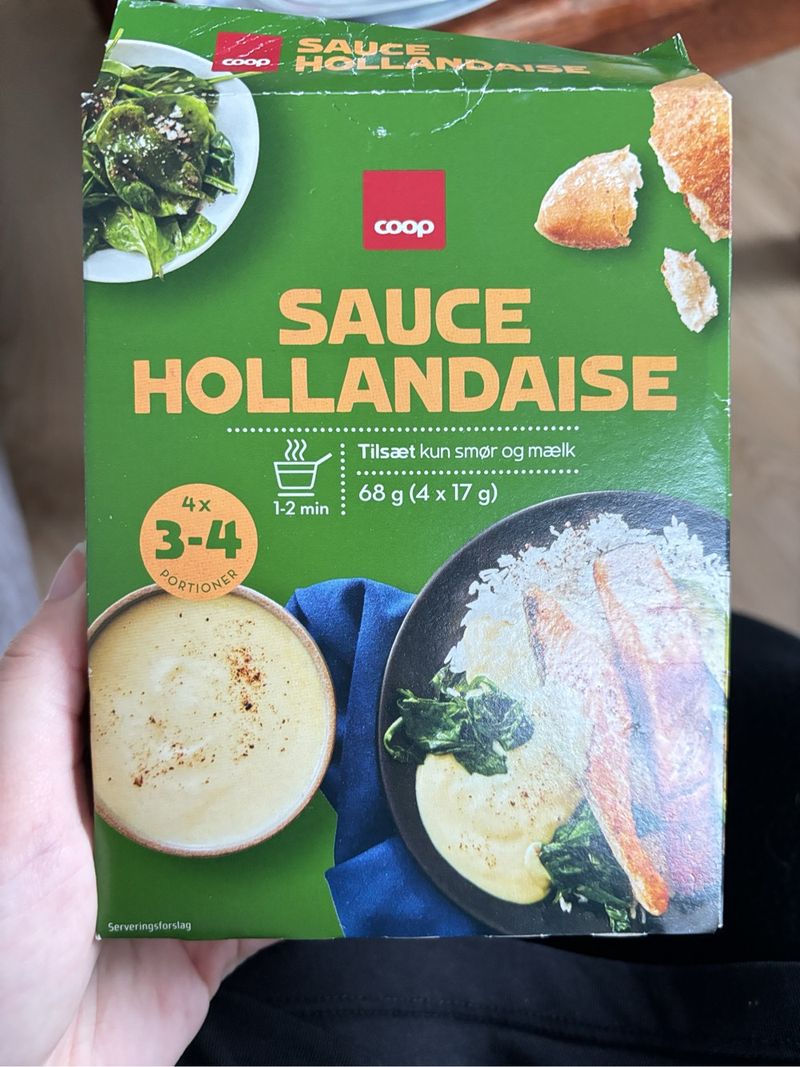 coop
SAUCE
HOLLANDAISE
coop
SAUCE
HOLLANDAISE
Tilsæt kun smør og mælk
1-2 min
68 g (4 x 17 g)
4 x
3-4
PORTIONER
Serveringsforslag